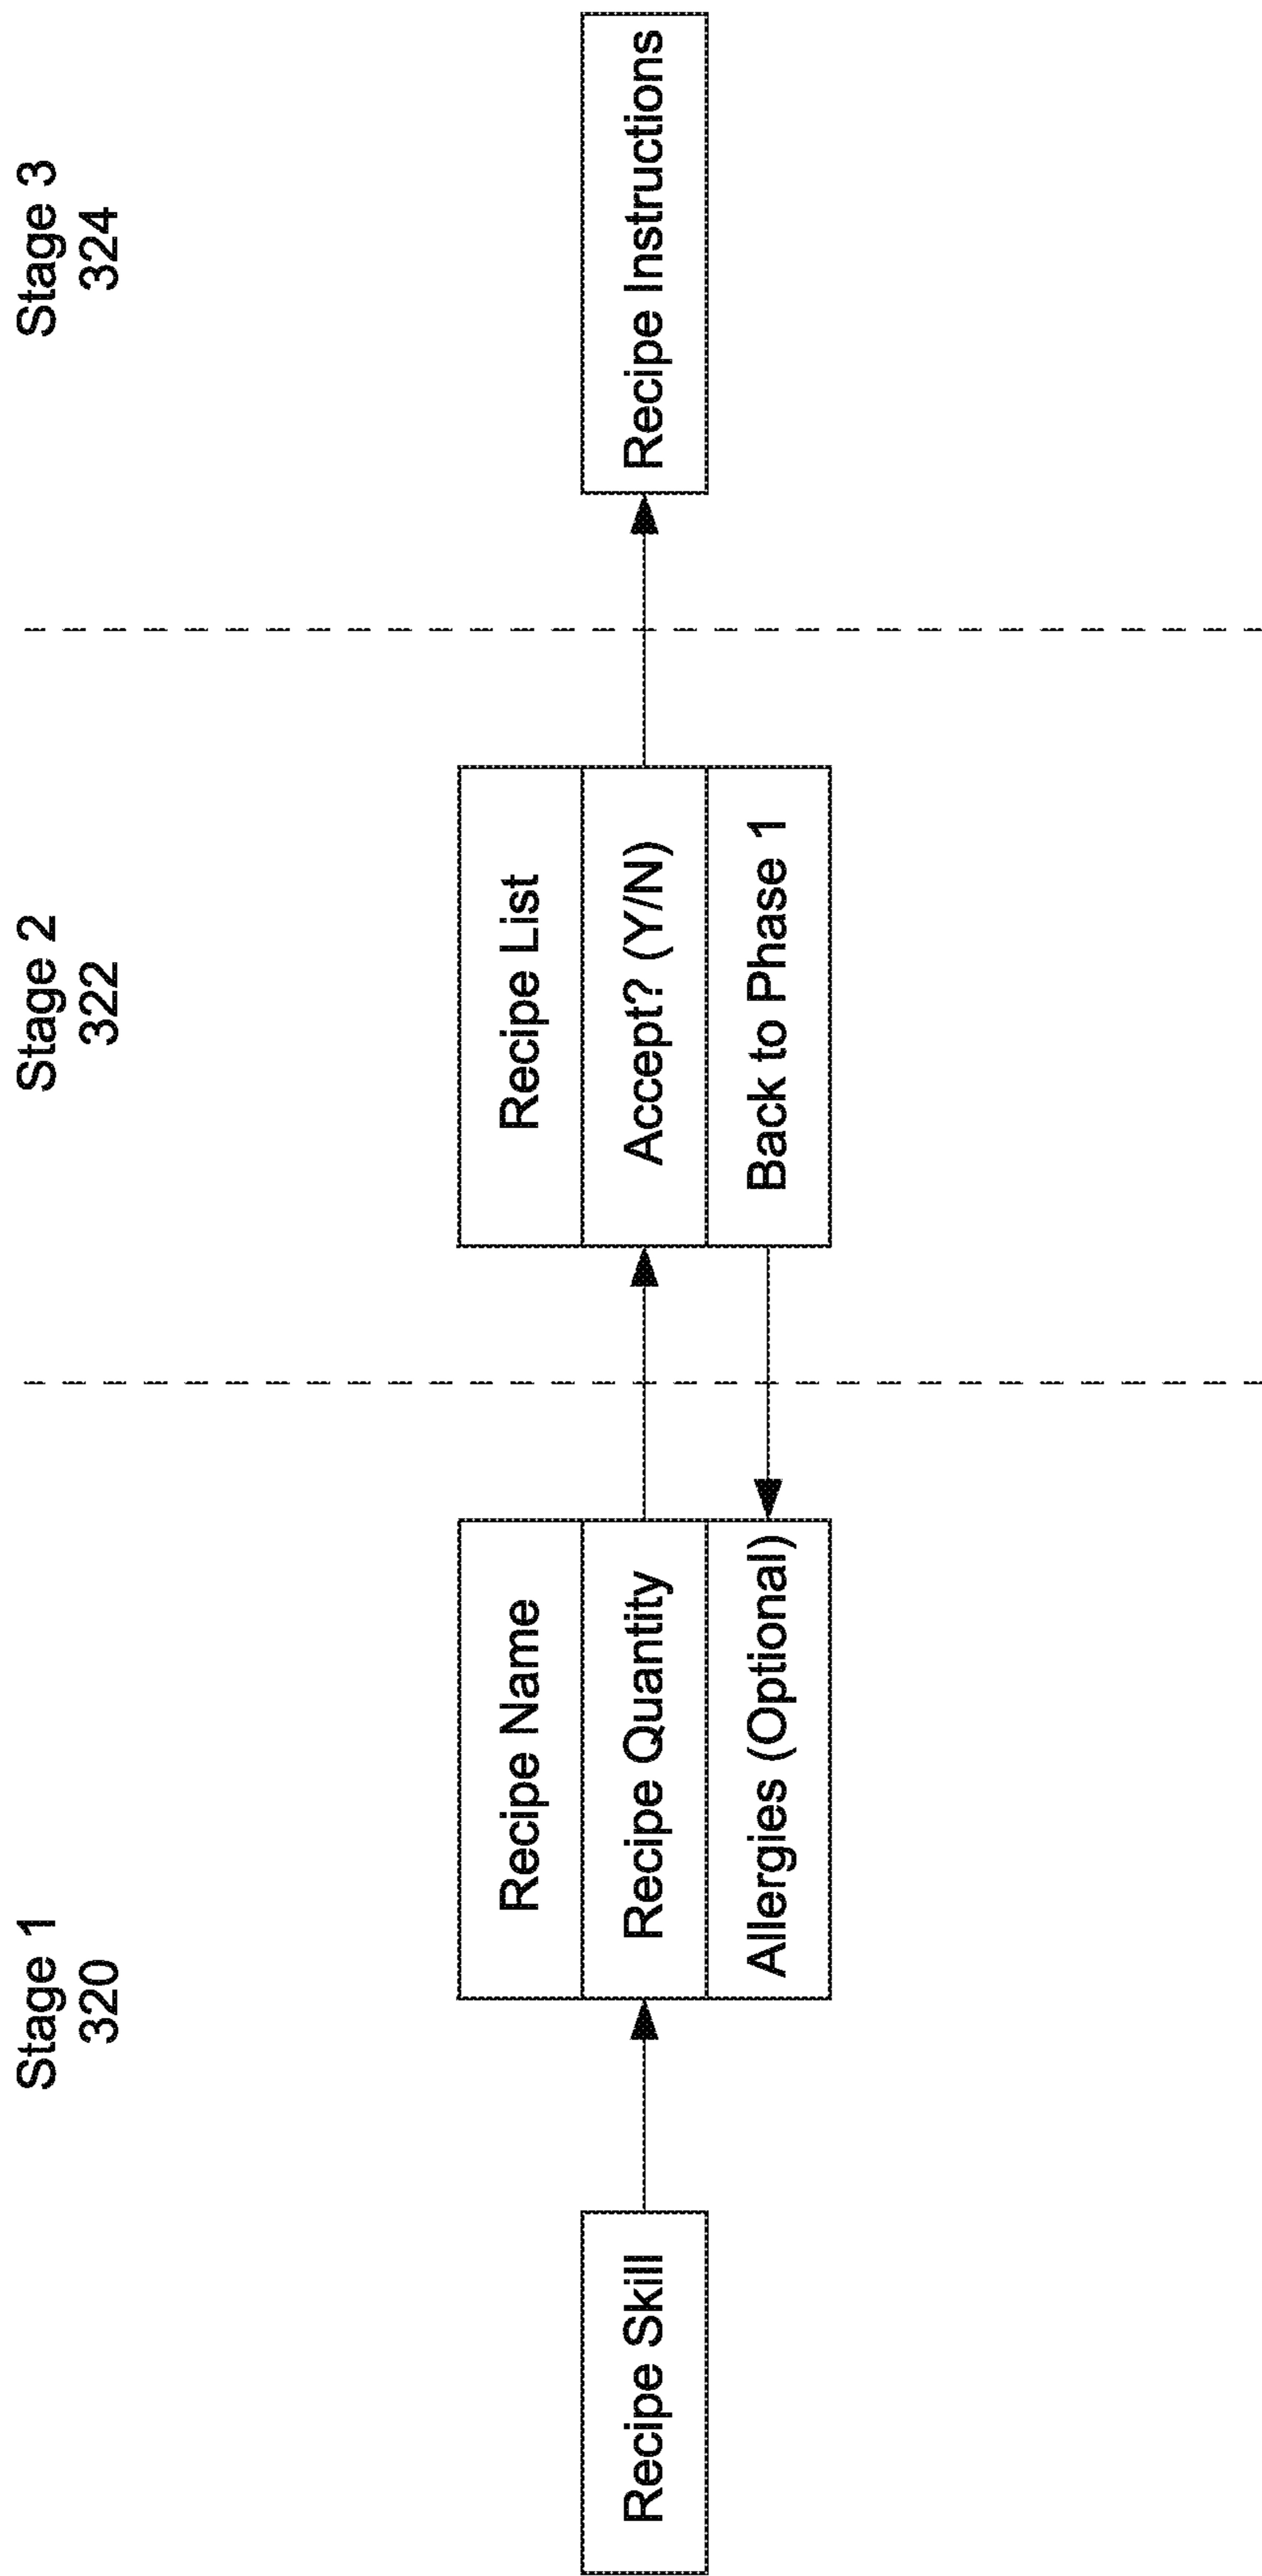 Stage 1
320
Stage 2
322
Stage 3
324
Recipe Skill
Recipe Name
Recipe Quantity
Allergies (Optional)
Recipe List
Accept? (Y/N)
Back to Phase 1
Recipe Instructions